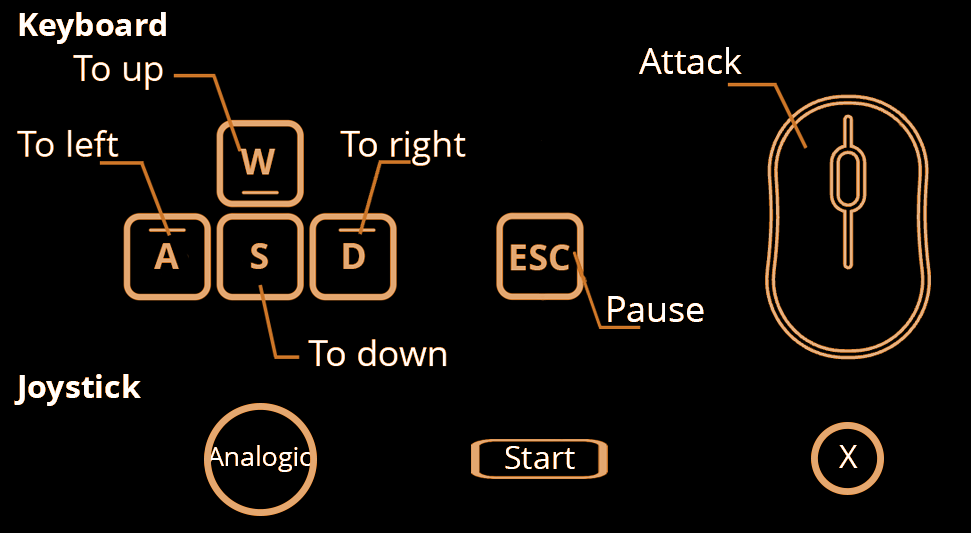 Keyboard
To up
Attack
To left
To right
W
A
S
D
ESC
Pause
To down
Joystick
Analogic
Start
X